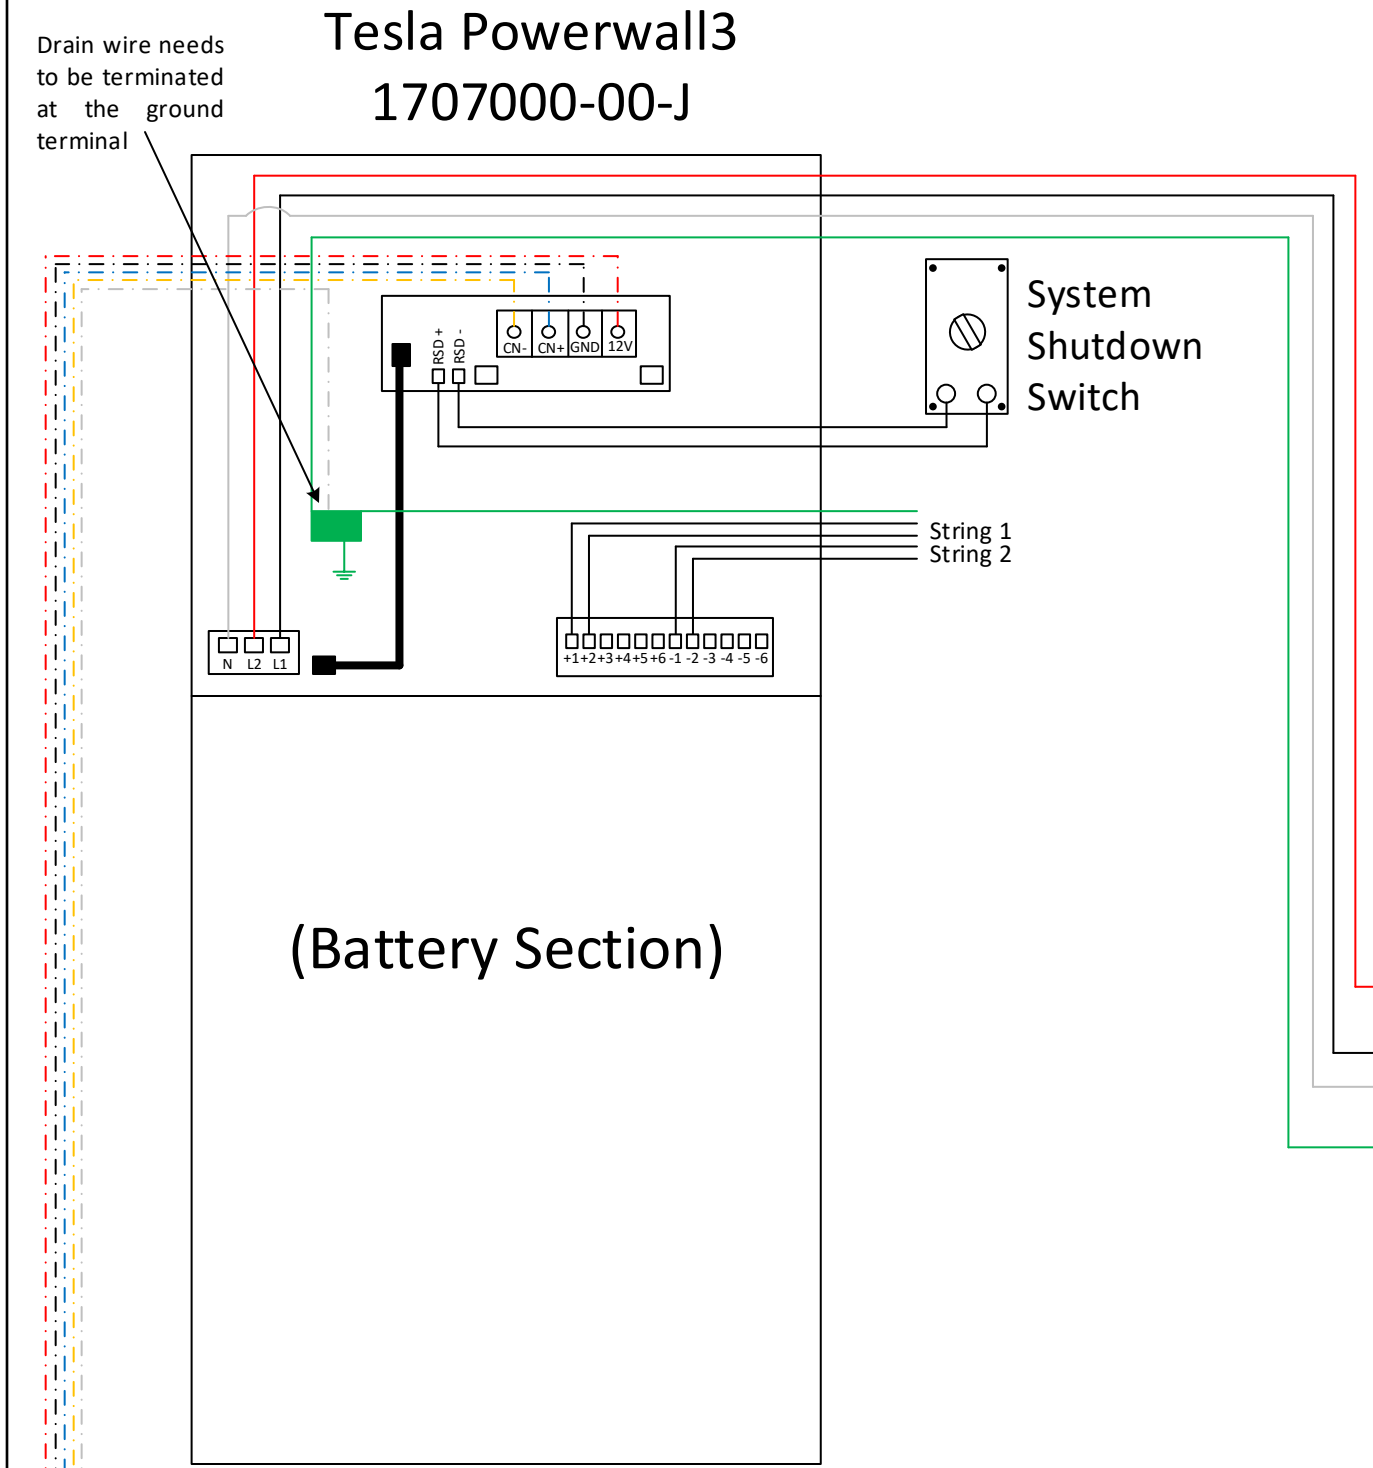 Tesla Powerwall3
1707000-00-J
Drain wire needs
to be terminated
at the ground
terminal
System
Shutdown
Switch
RSD +
RSD -
CN-
CN+
GND
12V
String 1
String 2
N L2 L1
+1 +2 +3 +4 +5 +6 -1 -2 -3 -4 -5 -6
(Battery Section)